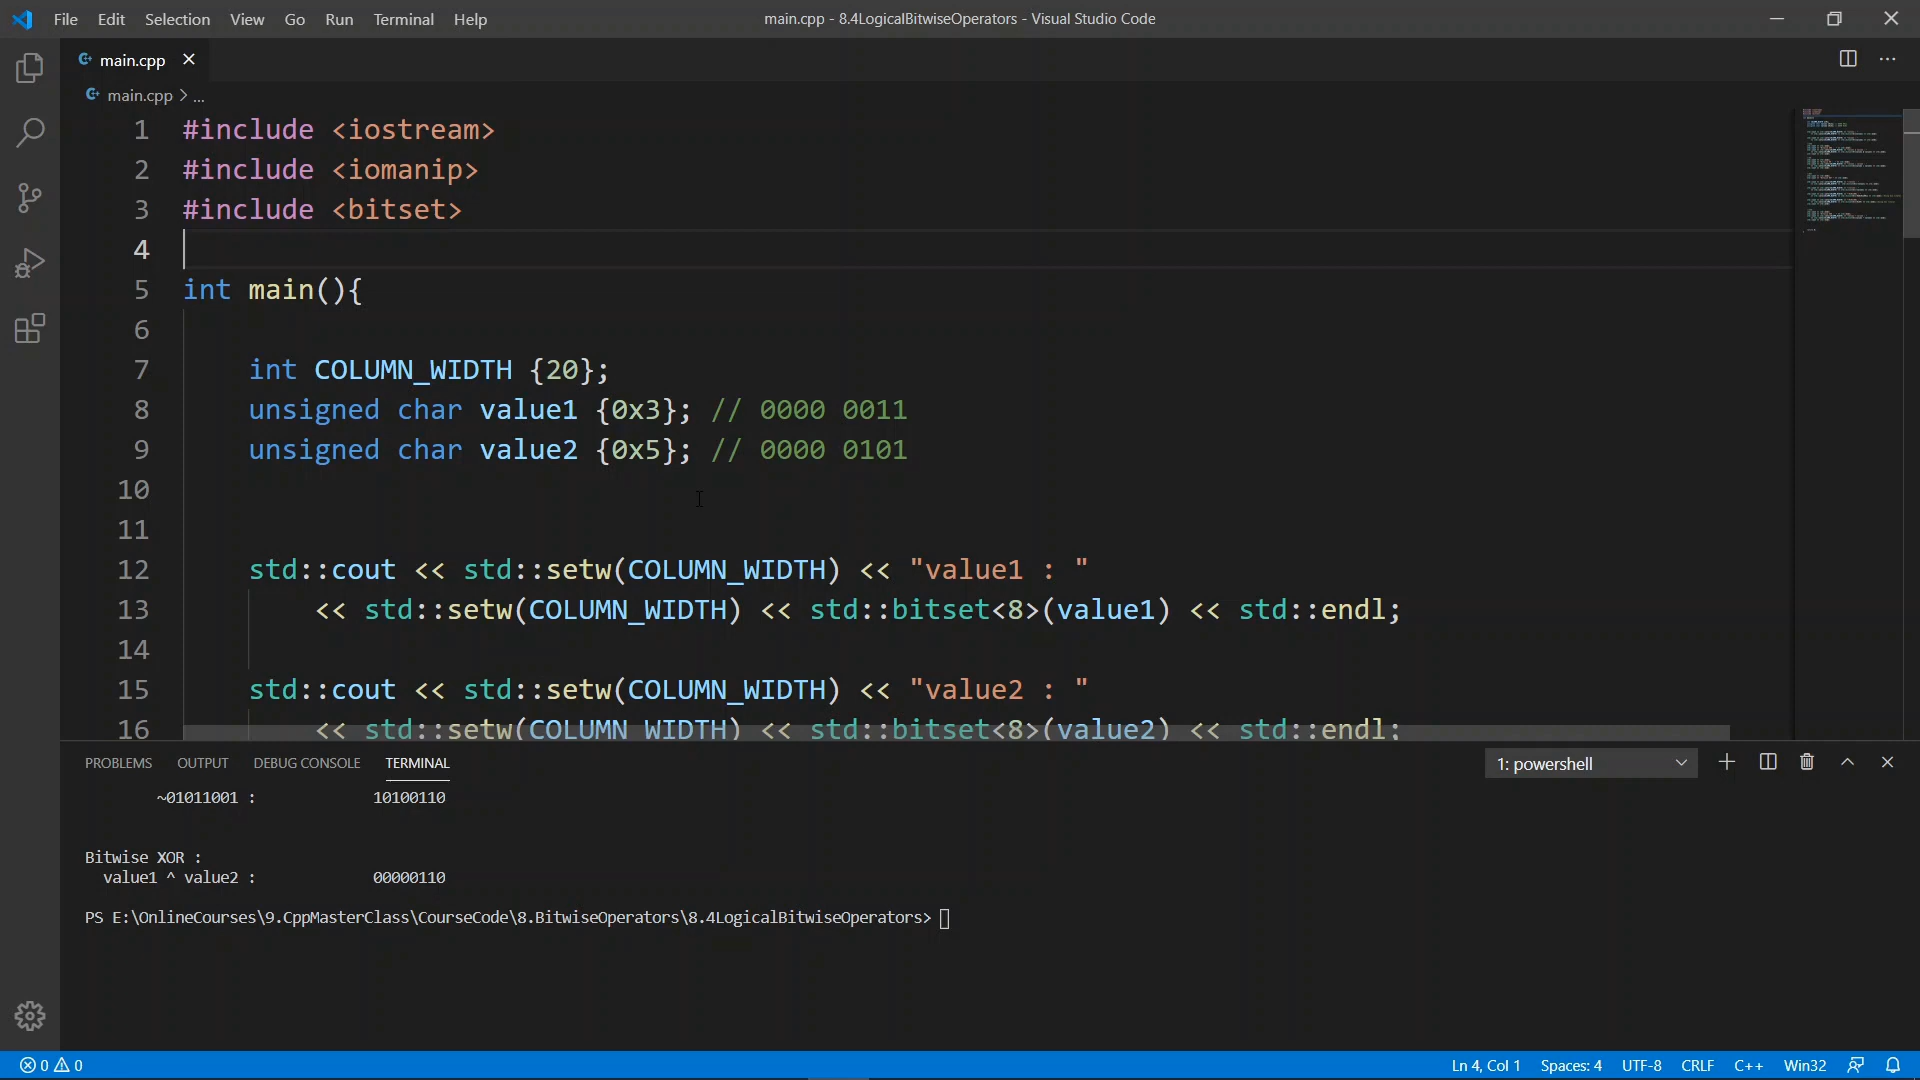 File Edit Selection View Go Run Terminal Help main.cpp - 8.4LogicalBitwiseOperators - Visual Studio Code
main.cpp
main.cpp > ...
1 #include <iostream>
2 #include <iomanip>
3 #include <bitset>
4
5 int main(){
6
7 int COLUMN_WIDTH {20};
8 unsigned char value1 {0x3}; // 0000 0011
9 unsigned char value2 {0x5}; // 0000 0101
10
11
12 std::cout << std::setw(COLUMN_WIDTH) << "value1 : "
13 << std::setw(COLUMN_WIDTH) << std::bitset<8>(value1) << std::endl;
14
15 std::cout << std::setw(COLUMN_WIDTH) << "value2 : "
16 << std::setw(COLUMN_WIDTH) << std::bitset<8>(value2) << std::endl;
PROBLEMS OUTPUT DEBUG CONSOLE TERMINAL 1: powershell
~01011001 : 10100110
Bitwise XOR :
value1 ^ value2 : 00000110
PS E:\OnlineCourses\9.CppMasterClass\CourseCode\8.BitwiseOperators\8.4LogicalBitwiseOperators>
0 0 Ln 4, Col 1 Spaces: 4 UTF-8 CRLF C++ Win32